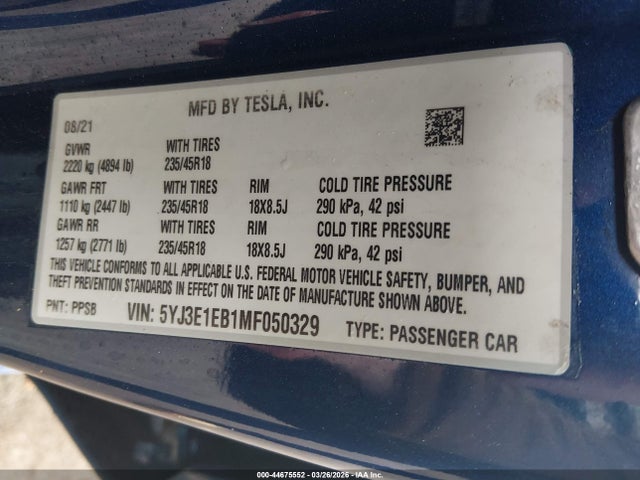 MFD BY TESLA, INC.
08/21
GVWR WITH TIRES
2220 kg (4894 lb) 235/45R18
GAWR FRT WITH TIRES RIM COLD TIRE PRESSURE
1110 kg (2447 lb) 235/45R18 18X8.5J 290 kPa, 42 psi
GAWR RR WITH TIRES RIM COLD TIRE PRESSURE
1257 kg (2771 lb) 235/45R18 18X8.5J 290 kPa, 42 psi
THIS VEHICLE CONFORMS TO ALL APPLICABLE U.S. FEDERAL MOTOR VEHICLE SAFETY, BUMPER, AND
THEFT PREVENTION STANDARDS IN EFFECT ON THE DATE OF MANUFACTURE SHOWN ABOVE.
PNT: PPSB VIN: 5YJ3E1EB1MF050329 TYPE: PASSENGER CAR
000-44675552 - 03/26/2026 - IAA, Inc.